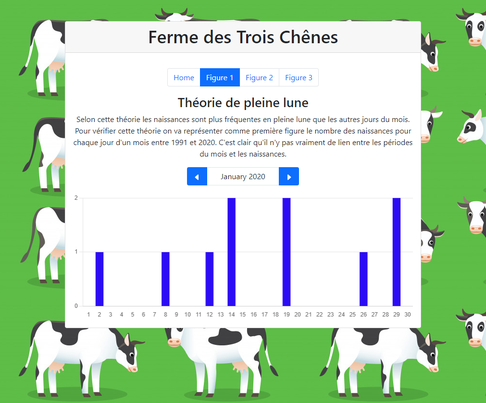 Ferme des Trois Chênes
Home Figure 1 Figure 2 Figure 3
Théorie de pleine lune
Selon cette théorie les naissances sont plus fréquentes en pleine lune que les autres jours du mois.
Pour vérifier cette théorie on va représenter comme première figure le nombre des naissances pour
chaque jour d'un mois entre 1991 et 2020. C'est clair qu'il n'y pas vraiment de lien entre les périodes
du mois et les naissances.
January 2020
2
1
0
1 2 3 4 5 6 7 8 9 10 11 12 13 14 15 16 17 18 19 20 21 22 23 24 25 26 27 28 29 30